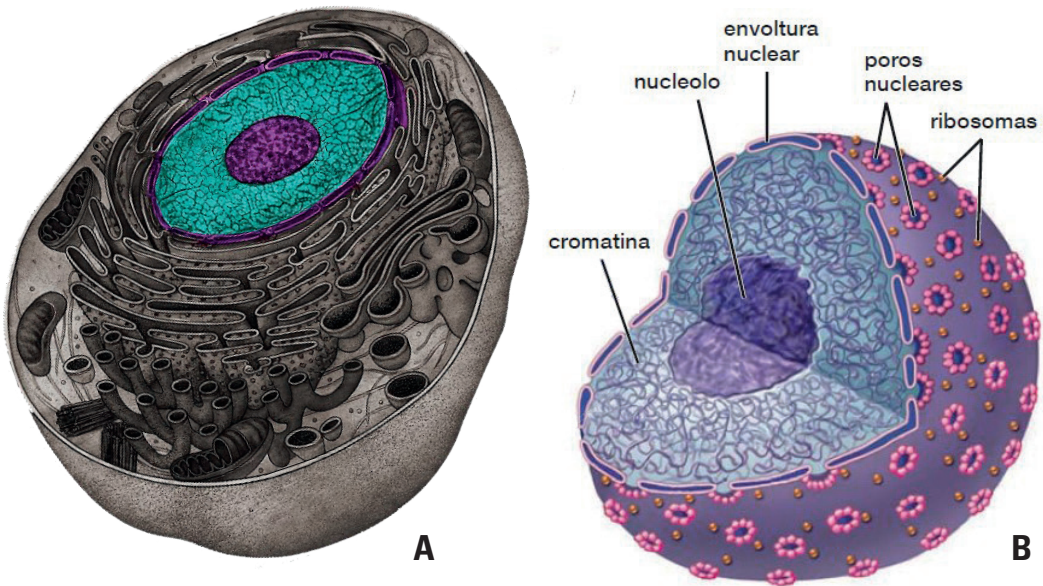 envoltura
nuclear
nucleolo
poros
nucleares
ribosomas
cromatina
A
B